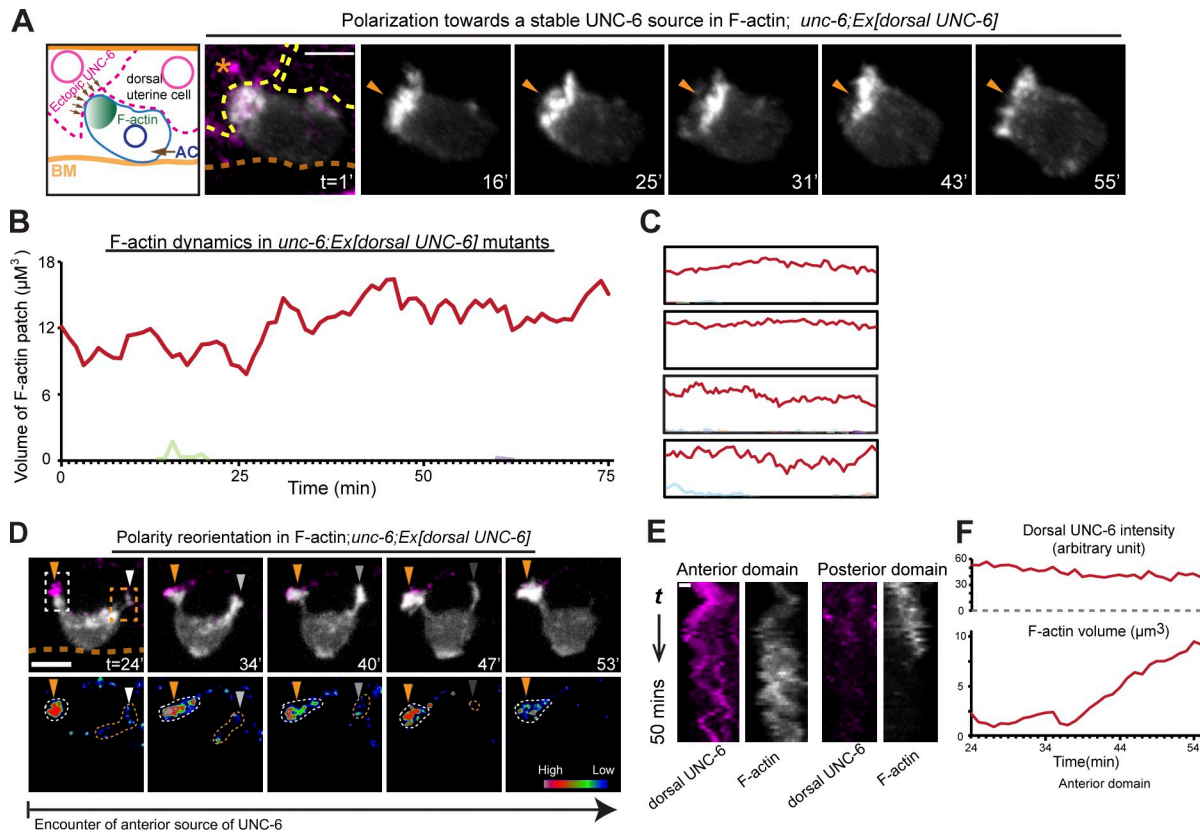 A
Polarization towards a stable UNC-6 source in F-actin; unc-6;Ex[dorsal UNC-6]
Ectopic UNC-6
dorsal
uterine cell
F-actin
AC
BM
*
t=1'
16'
25'
31'
43'
55'
B
F-actin dynamics in unc-6;Ex[dorsal UNC-6] mutants
Volume of F-actin patch (µM³)
18
12
6
0
0
25
50
75
Time (min)
C
D
Polarity reorientation in F-actin;unc-6;Ex[dorsal UNC-6]
t=24'
34'
40'
47'
53'
High
Low
Encounter of anterior source of UNC-6
E
Anterior domain
Posterior domain
t
50 mins
dorsal UNC-6
F-actin
dorsal UNC-6
F-actin
F
Dorsal UNC-6 intensity
(arbitrary unit)
60
30
0
F-actin volume (µm³)
10
5
0
24
34
44
54
Time(min)
Anterior domain